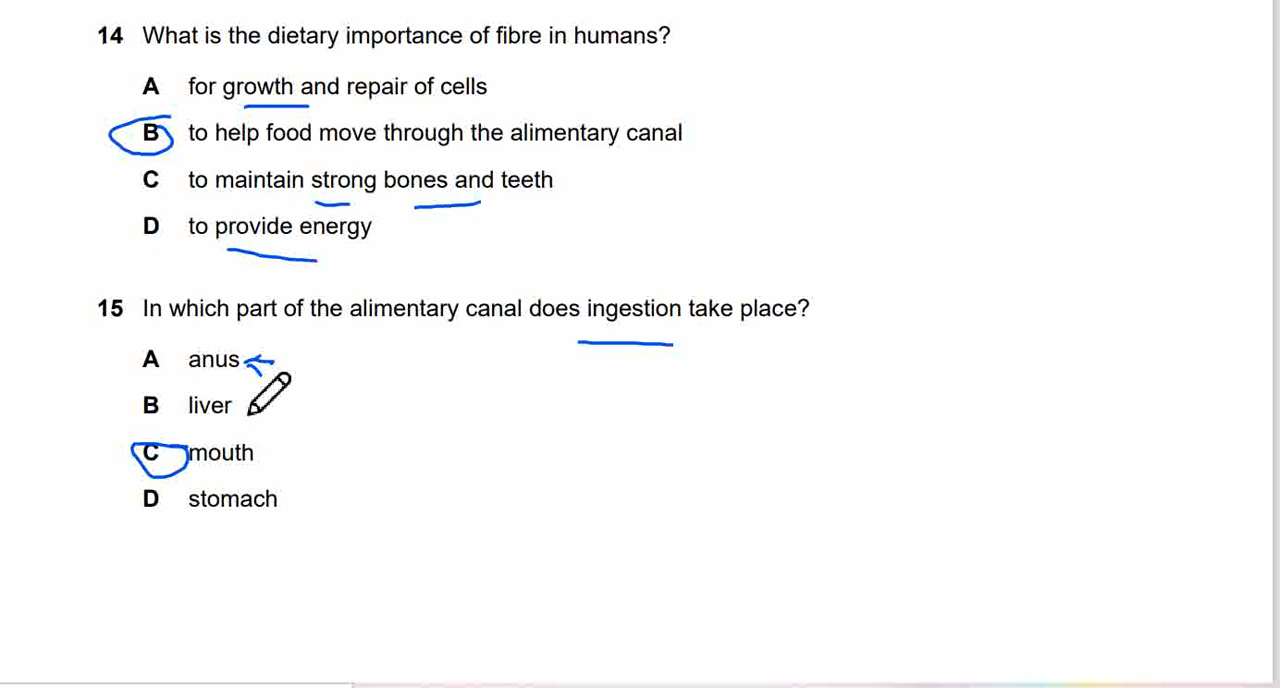 14 What is the dietary importance of fibre in humans?
A for growth and repair of cells
B to help food move through the alimentary canal
C to maintain strong bones and teeth
D to provide energy
15 In which part of the alimentary canal does ingestion take place?
A anus
B liver
C mouth
D stomach